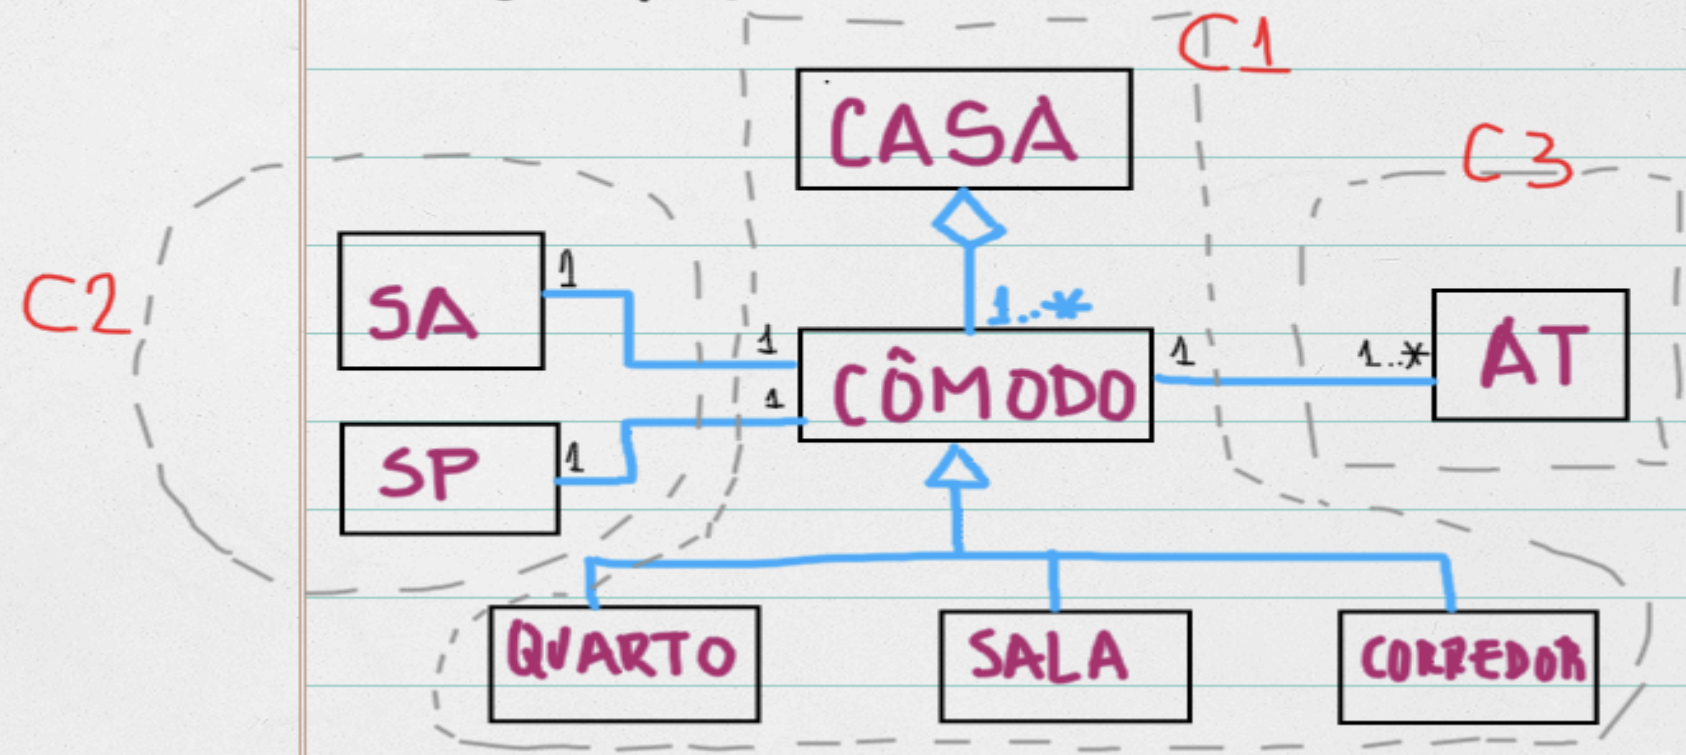 C1
CASA
C3
SA
1
C2
1..*
1
CÔMODO
1
1..*
AT
1
SP
1
QUARTO
SALA
CORREDOR